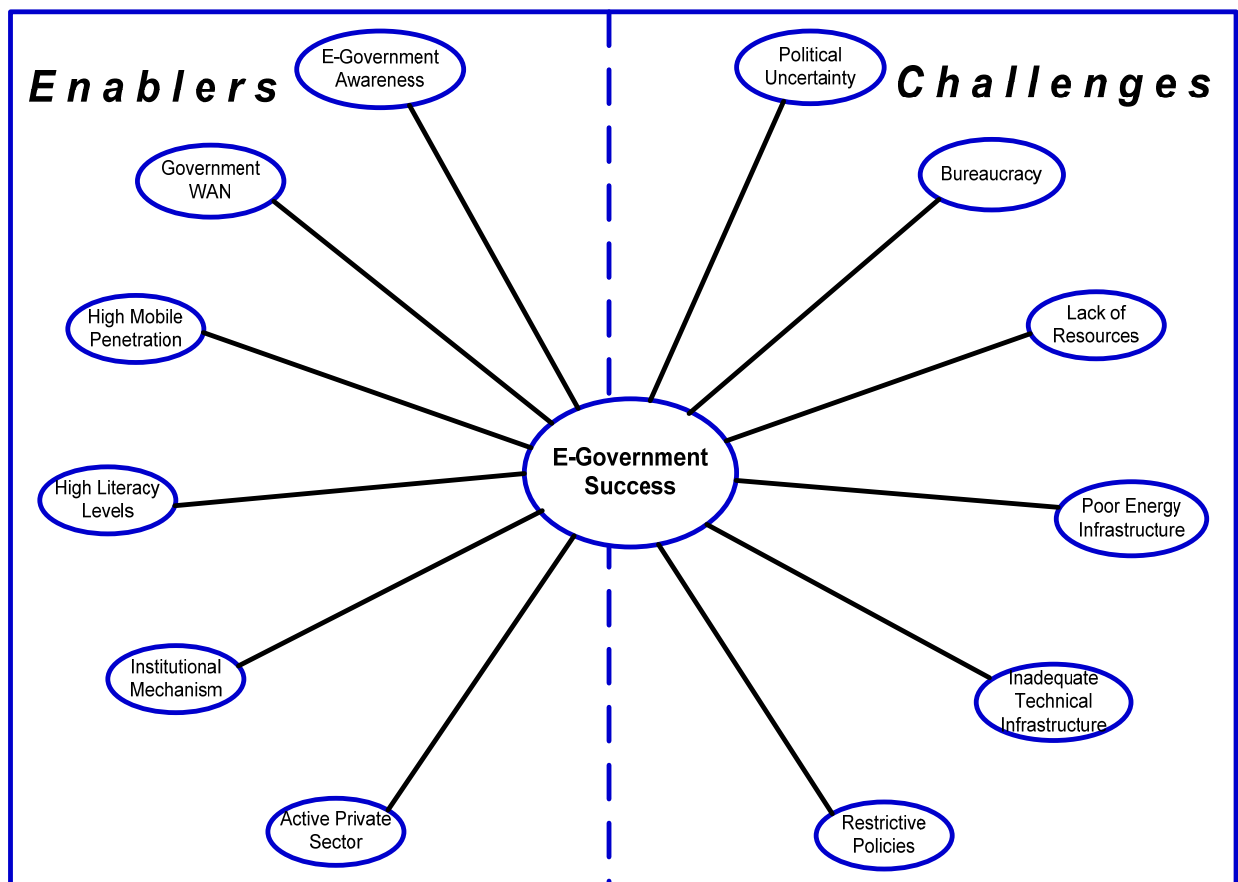 Enablers
E-Government
Awareness
Government
WAN
High Mobile
Penetration
High Literacy
Levels
Institutional
Mechanism
Active Private
Sector
E-Government
Success
Challenges
Political
Uncertainty
Bureaucracy
Lack of
Resources
Poor Energy
Infrastructure
Inadequate
Technical
Infrastructure
Restrictive
Policies